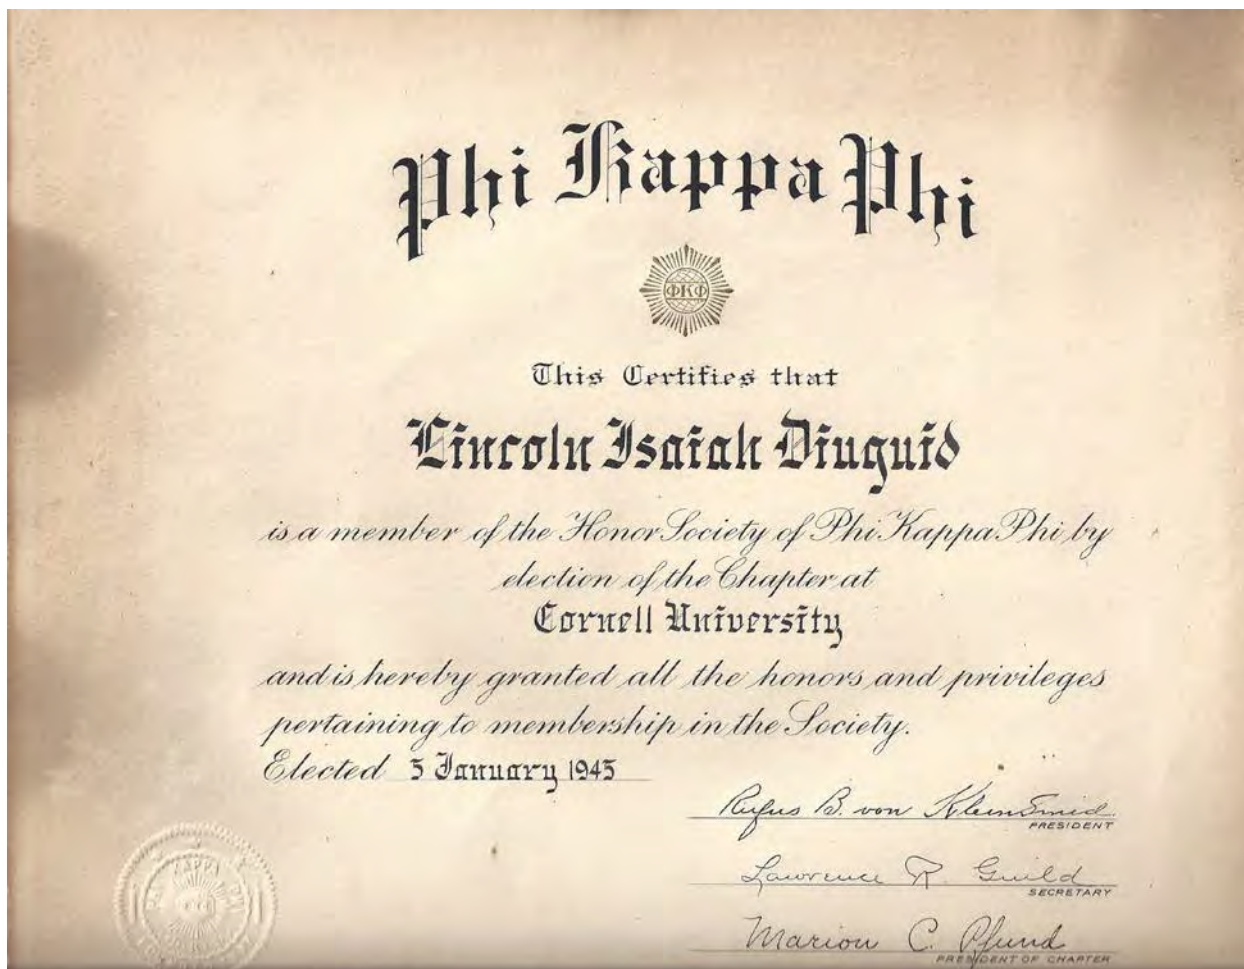 Phi Kappa Phi
ΦΚΦ
This Certifies that
Lincoln Isaiah Diuguid
is a member of the Honor Society of Phi Kappa Phi by
election of the Chapter at
Cornell University
and is hereby granted all the honors and privileges
pertaining to membership in the Society.
Elected 5 January 1945
Rufus B. von KleinSmid
PRESIDENT
Lawrence R. Guild
SECRETARY
Marion C. Pfund
PRESIDENT OF CHAPTER
PHI KAPPA PHI